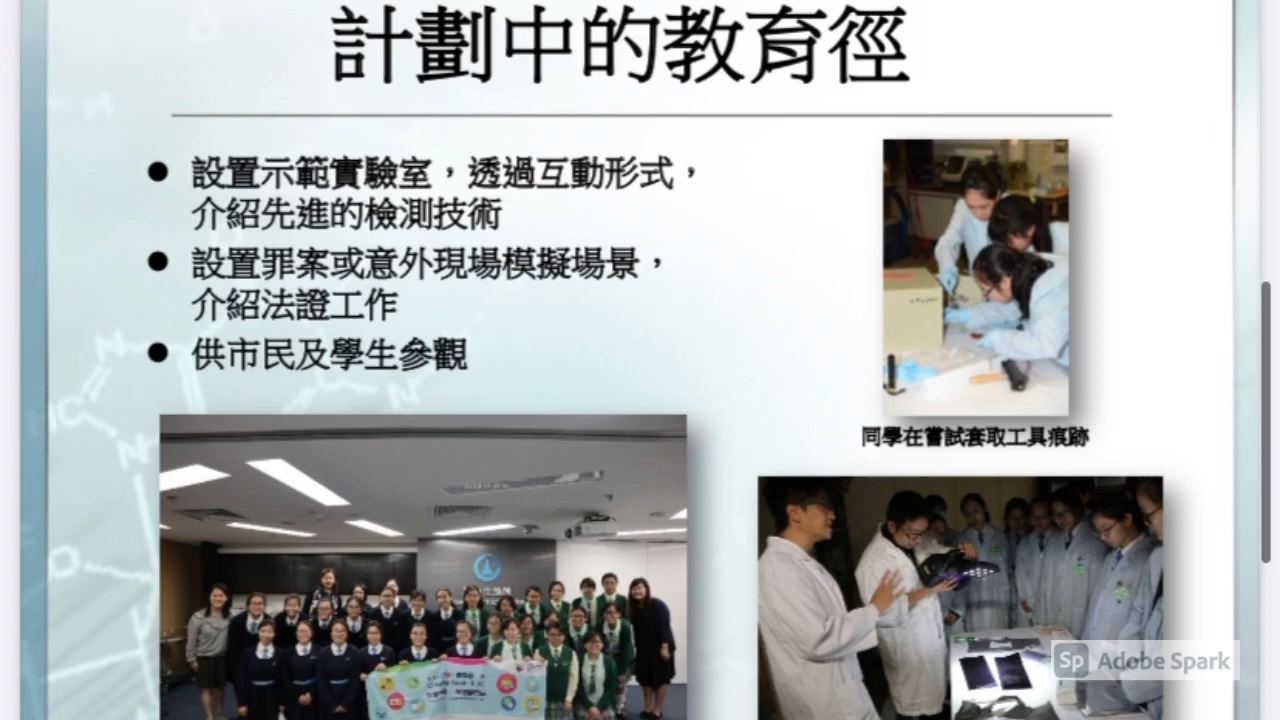 計劃中的教育徑
設置示範實驗室，透過互動形式，
介紹先進的檢測技術
設置罪案或意外現場模擬場景，
介紹法證工作
供市民及學生參觀
同學在嘗試套取工具痕跡
Sp Adobe Spark